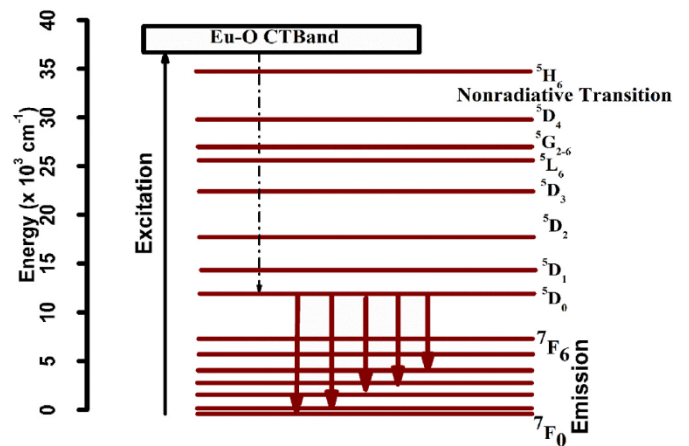 Eu-O CTBand
40
35
30
25
20
15
10
5
0
Energy (x 10³ cm⁻¹)
Excitation
⁵H₆
Nonradiative Transition
⁵D₄
⁵G₂₋₆
⁵L₆
⁵D₃
⁵D₂
⁵D₁
⁵D₀
⁷F₆
Emission
⁷F₀